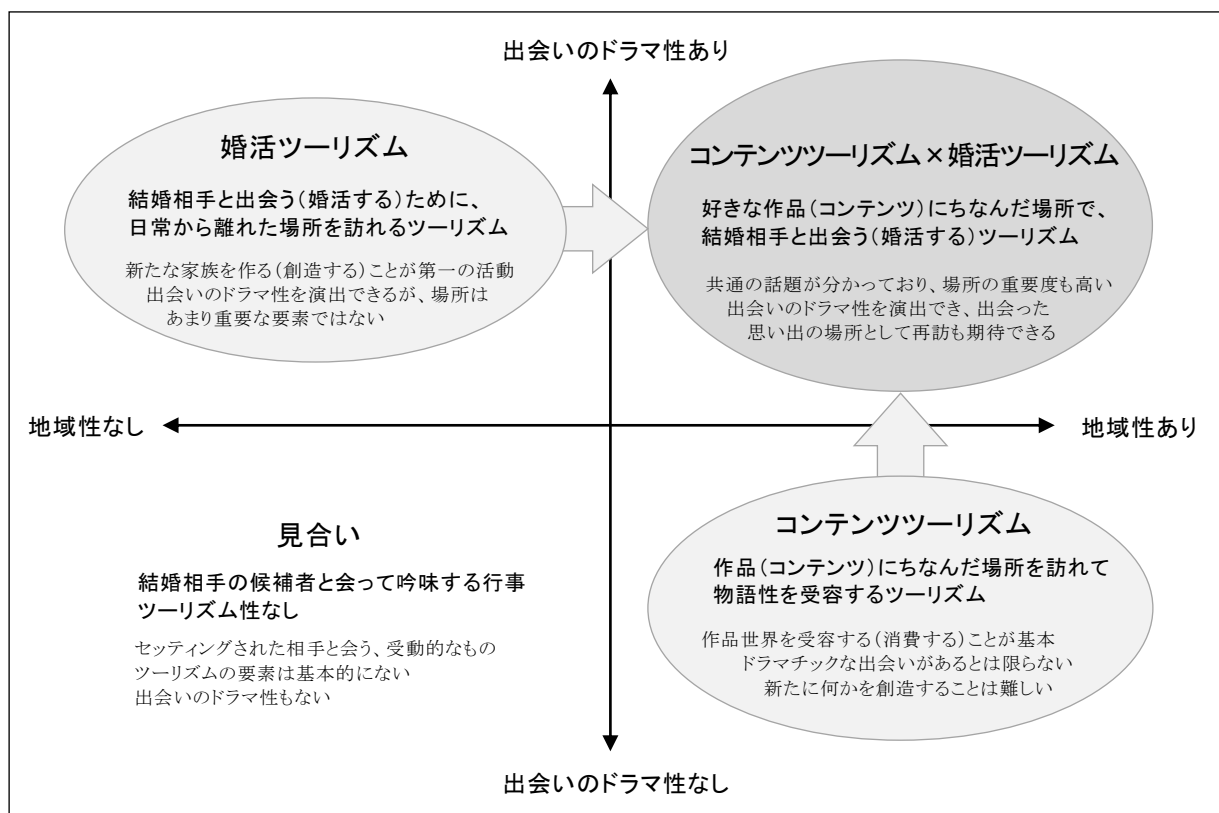 出会いのドラマ性あり
婚活ツーリズム
結婚相手と出会う(婚活する)ために、
日常から離れた場所を訪れるツーリズム
新たな家族を作る(創造する)ことが第一の活動
出会いのドラマ性を演出できるが、場所は
あまり重要な要素ではない
コンテンツツーリズム×婚活ツーリズム
好きな作品(コンテンツ)にちなんだ場所で、
結婚相手と出会う(婚活する)ツーリズム
共通の話題が分かっており、場所の重要度も高い
出会いのドラマ性を演出でき、出会った
思い出の場所として再訪も期待できる
地域性なし
地域性あり
見合い
結婚相手の候補者と会って吟味する行事
ツーリズム性なし
セッティングされた相手と会う、受動的なもの
ツーリズムの要素は基本的にない
出会いのドラマ性もない
コンテンツツーリズム
作品(コンテンツ)にちなんだ場所を訪れて
物語性を受容するツーリズム
作品世界を受容する(消費する)ことが基本
ドラマチックな出会いがあるとは限らない
新たに何かを創造することは難しい
出会いのドラマ性なし